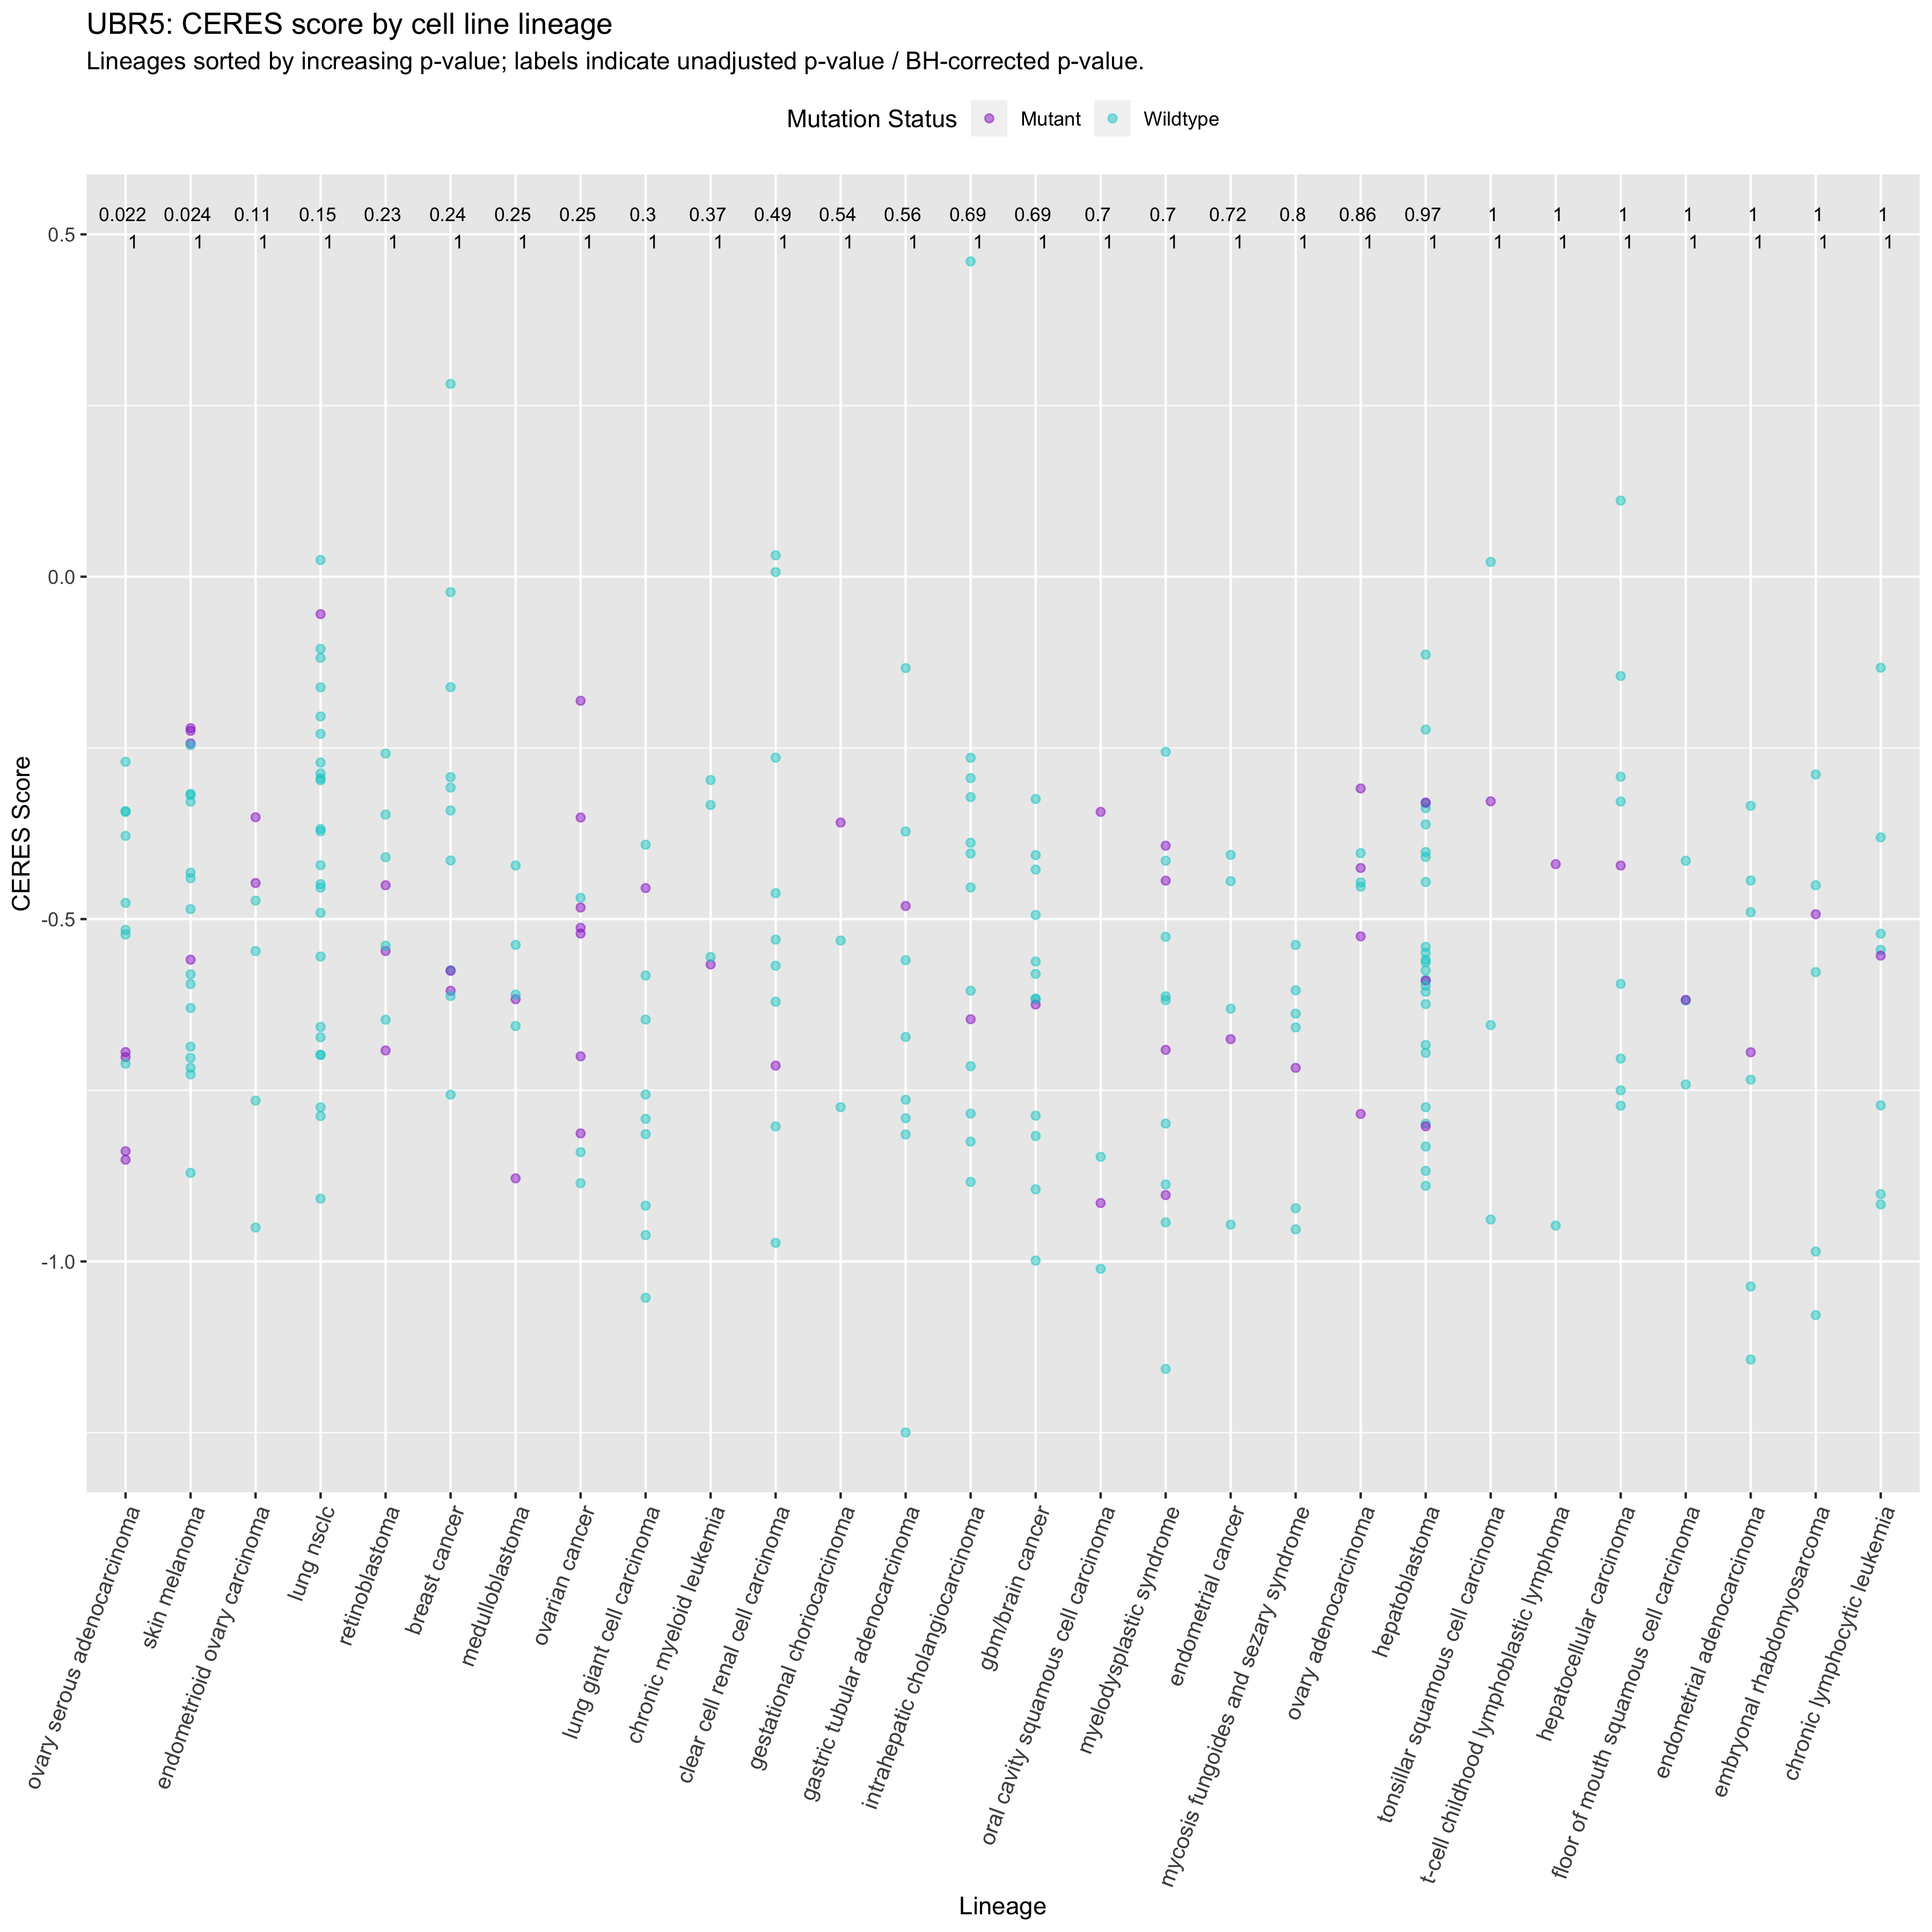 UBR5: CERES score by cell line lineage
Lineages sorted by increasing p-value; labels indicate unadjusted p-value / BH-corrected p-value.
Mutation Status Mutant Wildtype
0.022 0.024 0.11 0.15 0.23 0.24 0.25 0.25 0.3 0.37 0.49 0.54 0.56 0.69 0.69 0.7 0.7 0.72 0.8 0.86 0.97 1 1 1 1 1 1 1
1 1 1 1 1 1 1 1 1 1 1 1 1 1 1 1 1 1 1 1 1 1 1 1 1 1 1 1
0.5
0.0
-0.5
-1.0
CERES Score
ovary serous adenocarcinoma
skin melanoma
endometrioid ovary carcinoma
lung nsclc
retinoblastoma
breast cancer
medulloblastoma
ovarian cancer
lung giant cell carcinoma
chronic myeloid leukemia
clear cell renal cell carcinoma
gestational choriocarcinoma
gastric tubular adenocarcinoma
intrahepatic cholangiocarcinoma
gbm/brain cancer
oral cavity squamous cell carcinoma
myelodysplastic syndrome
endometrial cancer
mycosis fungoides and sezary syndrome
ovary adenocarcinoma
hepatoblastoma
tonsillar squamous cell carcinoma
t-cell childhood lymphoblastic lymphoma
hepatocellular carcinoma
floor of mouth squamous cell carcinoma
endometrial adenocarcinoma
embryonal rhabdomyosarcoma
chronic lymphocytic leukemia
Lineage